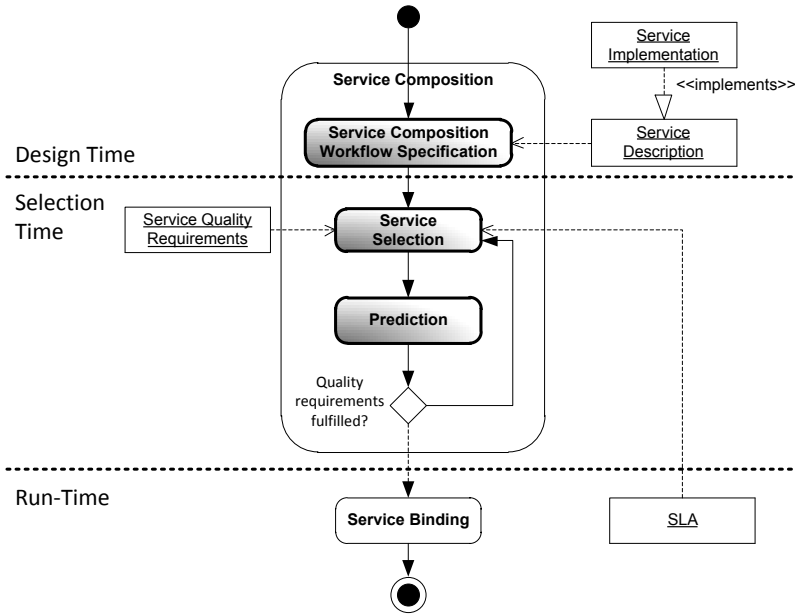 Service
Implementation
<<implements>>
Service Composition
Service Composition
Workflow Specification
Service
Description
Design Time
Selection
Time
Service Quality
Requirements
Service
Selection
Prediction
Quality
requirements
fulfilled?
Run-Time
Service Binding
SLA